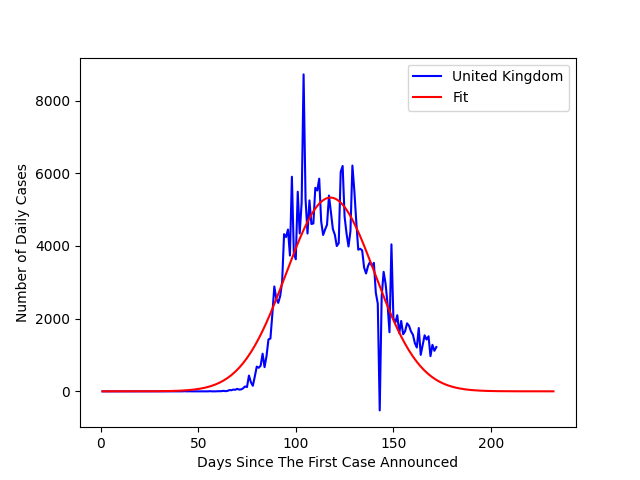 United Kingdom
Fit
Number of Daily Cases
8000
6000
4000
2000
0
0 50 100 150 200
Days Since The First Case Announced